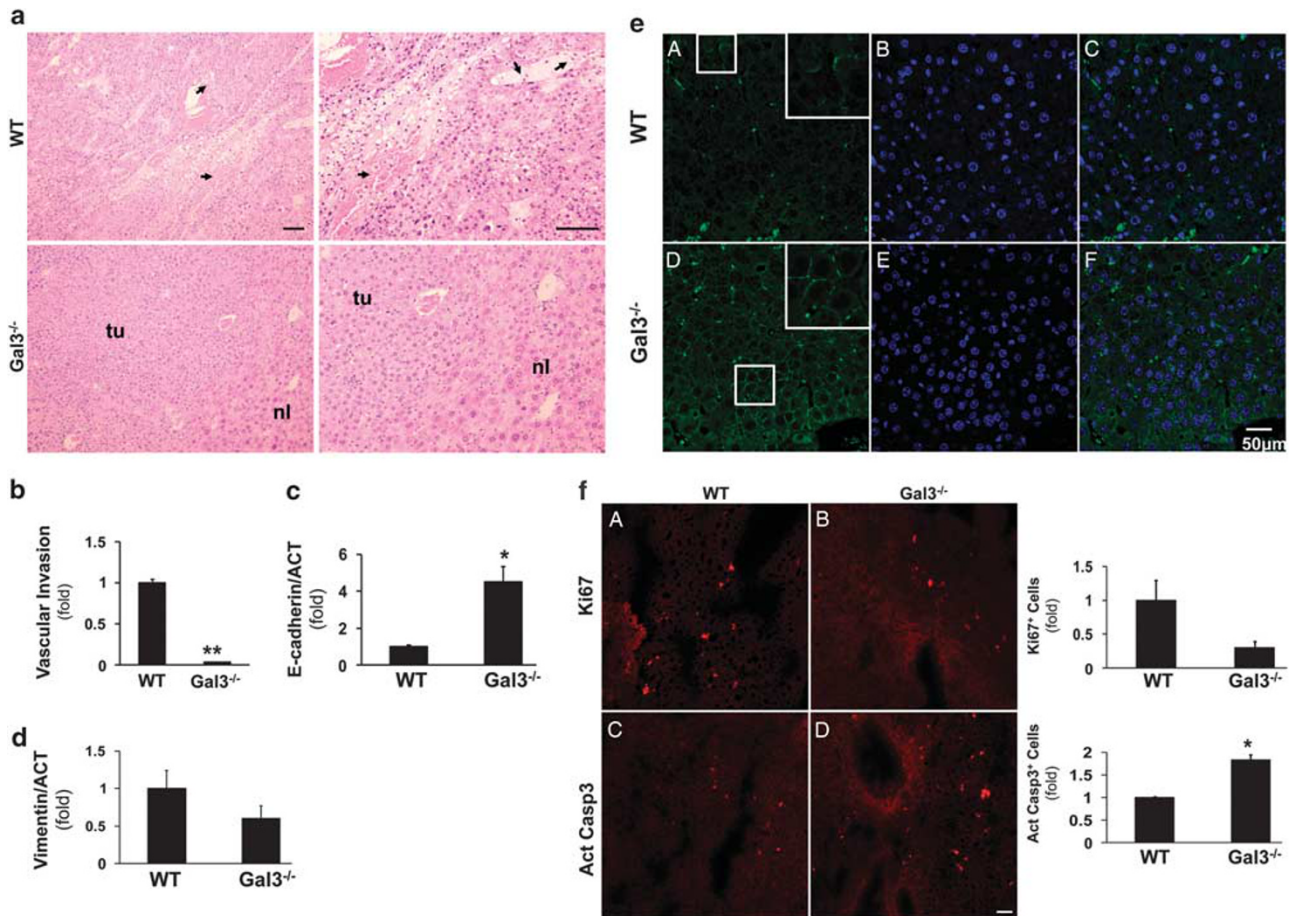 a
WT
Gal3-/-
tu
nl
tu
nl
e
WT
Gal3-/-
A
B
C
D
E
F
50µm
b
Vascular Invasion
(fold)
1.5
1
0.5
0
**
WT
Gal3-/-
c
E-cadherin/ACT
(fold)
6
4
2
0
*
WT
Gal3-/-
d
Vimentin/ACT
(fold)
1.5
1
0.5
0
WT
Gal3-/-
f
WT
Gal3-/-
Ki67
Act Casp3
A
B
C
D
Ki67+ Cells
(fold)
1.5
1
0.5
0
WT
Gal3-/-
Act Casp3+ Cells
(fold)
2
1.5
1
0.5
0
*
WT
Gal3-/-